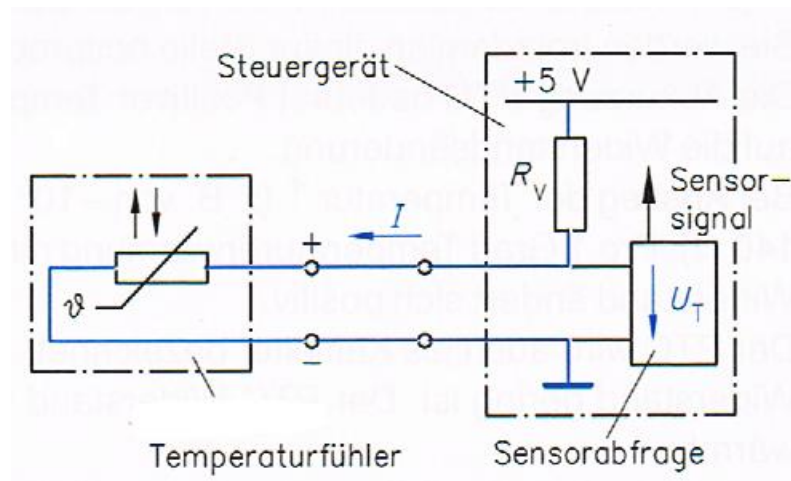 Steuergerät
+5 V
R_V
Sensor-
signal
I
+
ϑ
U_T
−
Temperaturfühler
Sensorabfrage